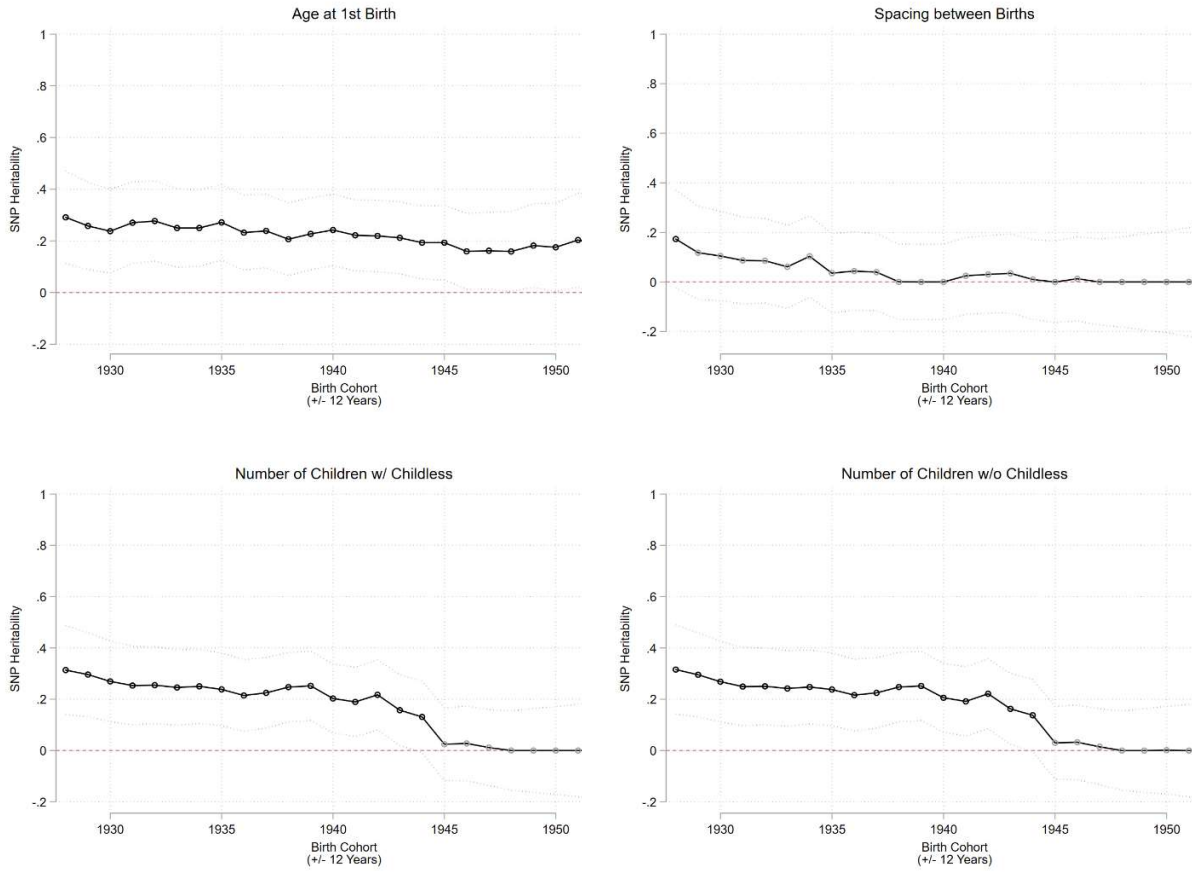 Age at 1st Birth
SNP Heritability
1
.8
.6
.4
.2
0
-.2
1930 1935 1940 1945 1950
Birth Cohort
(+/- 12 Years)
Spacing between Births
SNP Heritability
1
.8
.6
.4
.2
0
-.2
1930 1935 1940 1945 1950
Birth Cohort
(+/- 12 Years)
Number of Children w/ Childless
SNP Heritability
1
.8
.6
.4
.2
0
-.2
1930 1935 1940 1945 1950
Birth Cohort
(+/- 12 Years)
Number of Children w/o Childless
SNP Heritability
1
.8
.6
.4
.2
0
-.2
1930 1935 1940 1945 1950
Birth Cohort
(+/- 12 Years)